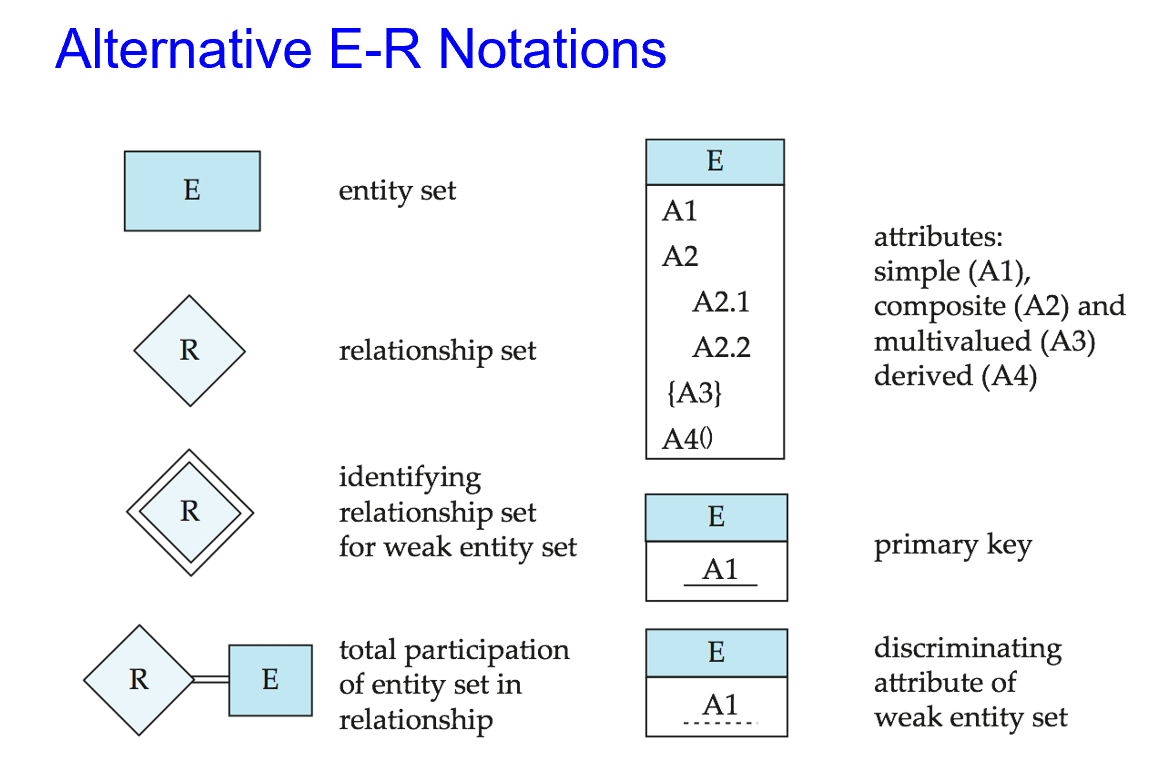 Alternative E-R Notations
E
entity set
R
relationship set
R
identifying
relationship set
for weak entity set
R
E
total participation
of entity set in
relationship
E
A1
A2
A2.1
A2.2
{A3}
A4()
attributes:
simple (A1),
composite (A2) and
multivalued (A3)
derived (A4)
E
A1
primary key
E
A1
discriminating
attribute of
weak entity set